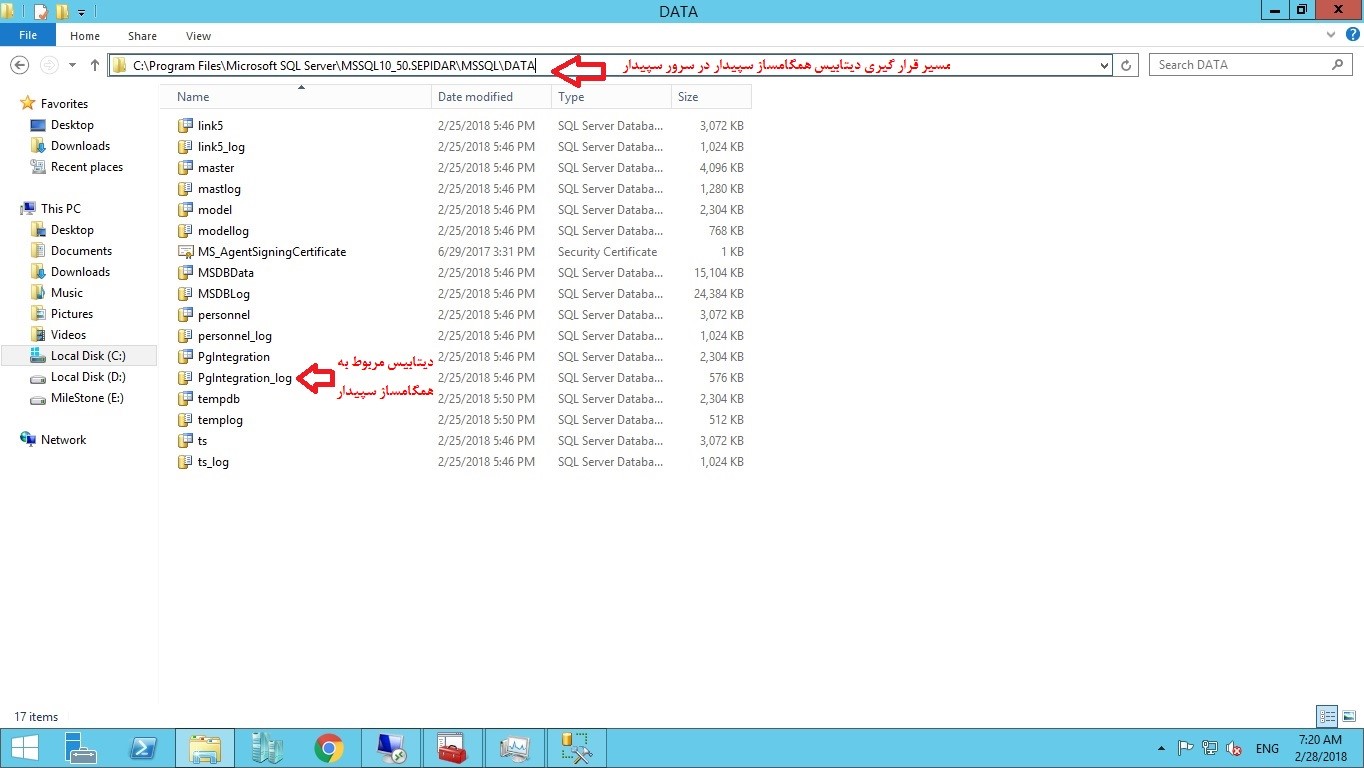 DATA
File Home Share View
C:\Program Files\Microsoft SQL Server\MSSQL10_50.SEPIDAR\MSSQL\DATA
مسیر قرار گیری دیتابیس همگامساز سپیدار در سرور سپیدار
Search DATA
Favorites
Desktop
Downloads
Recent places
This PC
Desktop
Documents
Downloads
Music
Pictures
Videos
Local Disk (C:)
Local Disk (D:)
MileStone (E:)
Network
Name Date modified Type Size
link5 2/25/2018 5:46 PM SQL Server Databa... 3,072 KB
link5_log 2/25/2018 5:46 PM SQL Server Databa... 1,024 KB
master 2/25/2018 5:46 PM SQL Server Databa... 4,096 KB
mastlog 2/25/2018 5:46 PM SQL Server Databa... 1,280 KB
model 2/25/2018 5:46 PM SQL Server Databa... 2,304 KB
modellog 2/25/2018 5:46 PM SQL Server Databa... 768 KB
MS_AgentSigningCertificate 6/29/2017 3:31 PM Security Certificate 1 KB
MSDBData 2/25/2018 5:46 PM SQL Server Databa... 15,104 KB
MSDBLog 2/25/2018 5:46 PM SQL Server Databa... 24,384 KB
personnel 2/25/2018 5:46 PM SQL Server Databa... 3,072 KB
personnel_log 2/25/2018 5:46 PM SQL Server Databa... 1,024 KB
PgIntegration 2/25/2018 5:46 PM SQL Server Databa... 2,304 KB
PgIntegration_log 2/25/2018 5:46 PM SQL Server Databa... 576 KB
دیتابیس مربوط به
همگامساز سپیدار
tempdb 2/25/2018 5:50 PM SQL Server Databa... 2,304 KB
templog 2/25/2018 5:50 PM SQL Server Databa... 512 KB
ts 2/25/2018 5:46 PM SQL Server Databa... 3,072 KB
ts_log 2/25/2018 5:46 PM SQL Server Databa... 1,024 KB
17 items
ENG
7:20 AM
2/28/2018